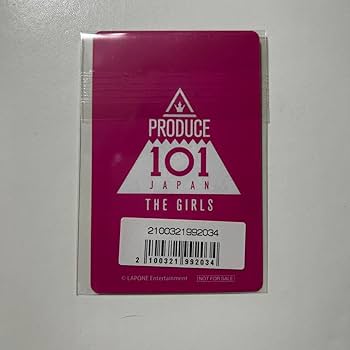 PRODUCE
101
JAPAN
THE GIRLS
2100321992034
2 100321 992034
© LAPONE Entertainment
NOT FOR SALE